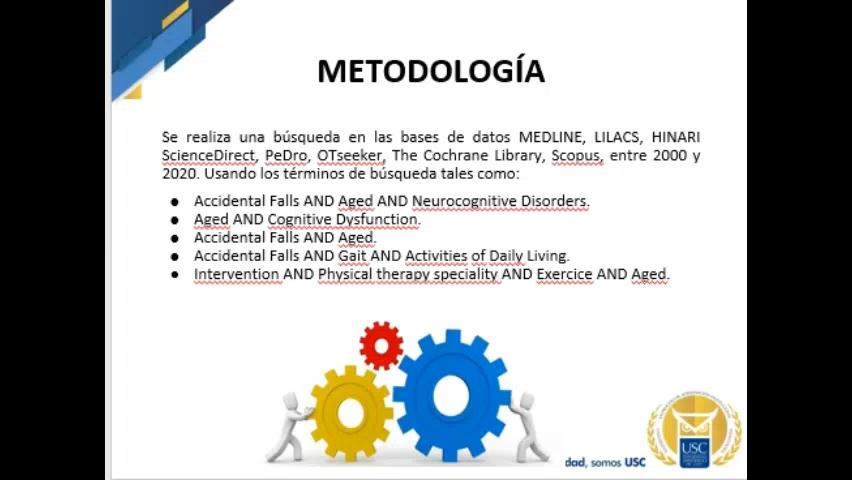 METODOLOGÍA
Se realiza una búsqueda en las bases de datos MEDLINE, LILACS, HINARI
ScienceDirect, PeDro, OTseeker, The Cochrane Library, Scopus, entre 2000 y
2020. Usando los términos de búsqueda tales como:
● Accidental Falls AND Aged AND Neurocognitive Disorders.
● Aged AND Cognitive Dysfunction.
● Accidental Falls AND Aged.
● Accidental Falls AND Gait AND Activities of Daily Living.
● Intervention AND Physical therapy speciality AND Exercice AND Aged.
dad, somos USC
USC